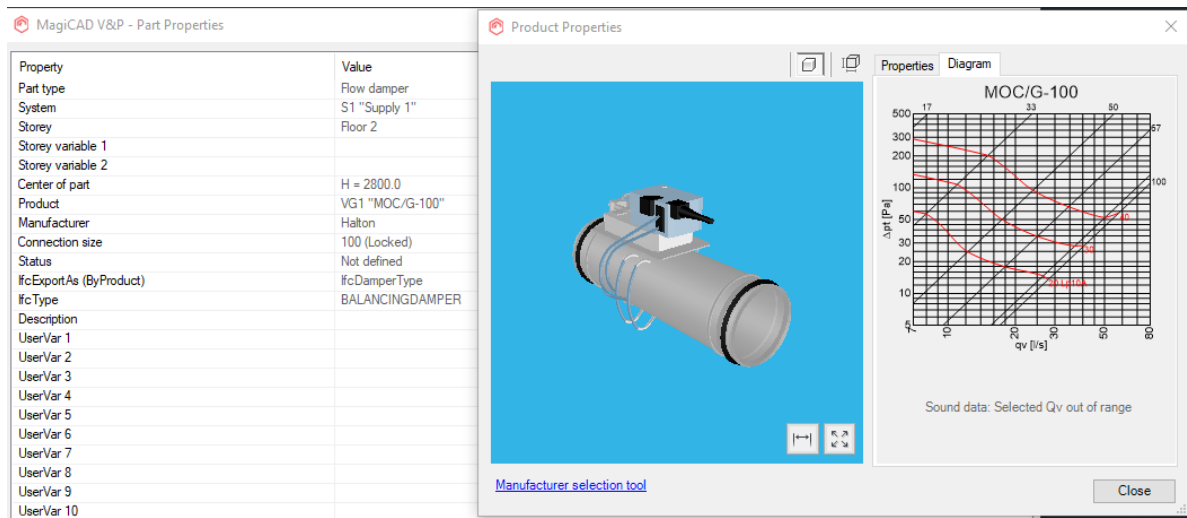 MagiCAD V&P - Part Properties
Property Value
Part type Flow damper
System S1 "Supply 1"
Storey Floor 2
Storey variable 1
Storey variable 2
Center of part H = 2800.0
Product VG1 "MOC/G-100"
Manufacturer Halton
Connection size 100 (Locked)
Status Not defined
IfcExportAs (ByProduct) IfcDamperType
IfcType BALANCINGDAMPER
Description
UserVar 1
UserVar 2
UserVar 3
UserVar 4
UserVar 5
UserVar 6
UserVar 7
UserVar 8
UserVar 9
UserVar 10
Product Properties
Properties Diagram
MOC/G-100
17 33 50
500
67
300
200
100 100
Δpt [Pa]
50 40
30 30
20
20 Lp10A
10
5
7 10 20 30 50 80
qv [l/s]
Sound data: Selected Qv out of range
Manufacturer selection tool
Close